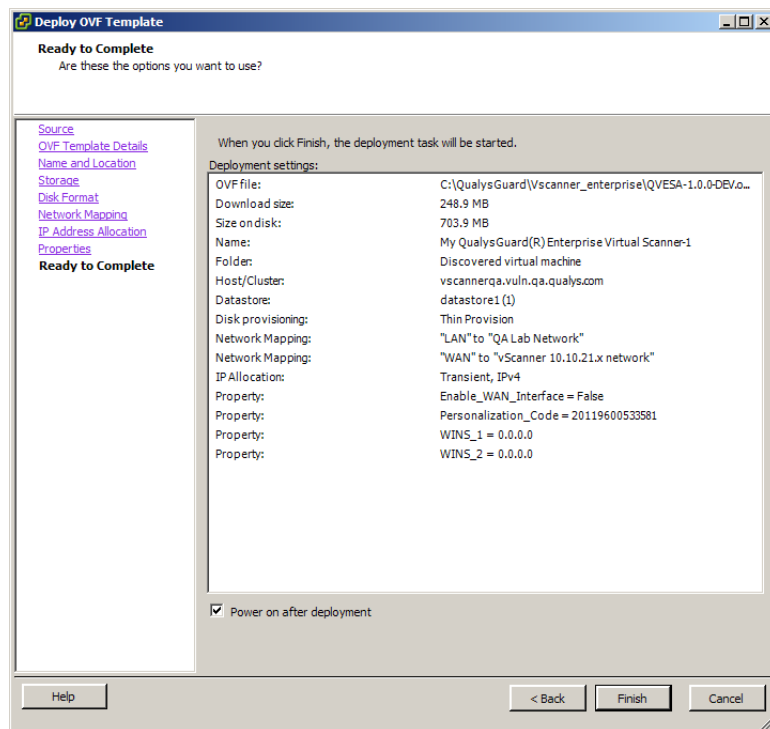 Deploy OVF Template
Ready to Complete
Are these the options you want to use?
Source
OVF Template Details
Name and Location
Storage
Disk Format
Network Mapping
IP Address Allocation
Properties
Ready to Complete
When you click Finish, the deployment task will be started.
Deployment settings:
OVF file: C:\QualysGuard\Vscanner_enterprise\QVESA-1.0.0-DEV.o...
Download size: 248.9 MB
Size on disk: 703.9 MB
Name: My QualysGuard(R) Enterprise Virtual Scanner-1
Folder: Discovered virtual machine
Host/Cluster: vscannerqa.vuln.qa.qualys.com
Datastore: datastore1 (1)
Disk provisioning: Thin Provision
Network Mapping: "LAN" to "QA Lab Network"
Network Mapping: "WAN" to "vScanner 10.10.21.x network"
IP Allocation: Transient, IPv4
Property: Enable_WAN_Interface = False
Property: Personalization_Code = 20119600533581
Property: WINS_1 = 0.0.0.0
Property: WINS_2 = 0.0.0.0
Power on after deployment
Help
< Back
Finish
Cancel